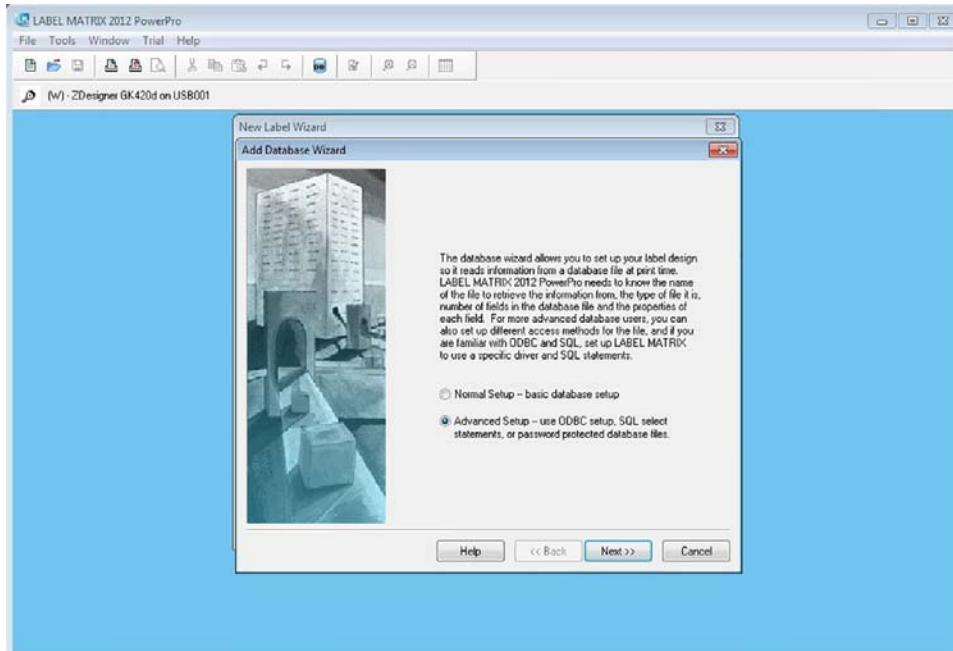 LABEL MATRIX 2012 PowerPro
File Tools Window Trial Help
(W) - ZDesigner GK420d on USB001
New Label Wizard
Add Database Wizard
The database wizard allows you to set up your label design
so it reads information from a database file at print time.
LABEL MATRIX 2012 PowerPro needs to know the name
of the file to retrieve the information from, the type of file it is,
number of fields in the database file and the properties of
each field. For more advanced database users, you can
also set up different access methods for the file, and if you
are familiar with ODBC and SQL, set up LABEL MATRIX
to use a specific driver and SQL statements.
Normal Setup – basic database setup
Advanced Setup – use ODBC setup, SQL select
statements, or password protected database files.
Help
<< Back
Next >>
Cancel